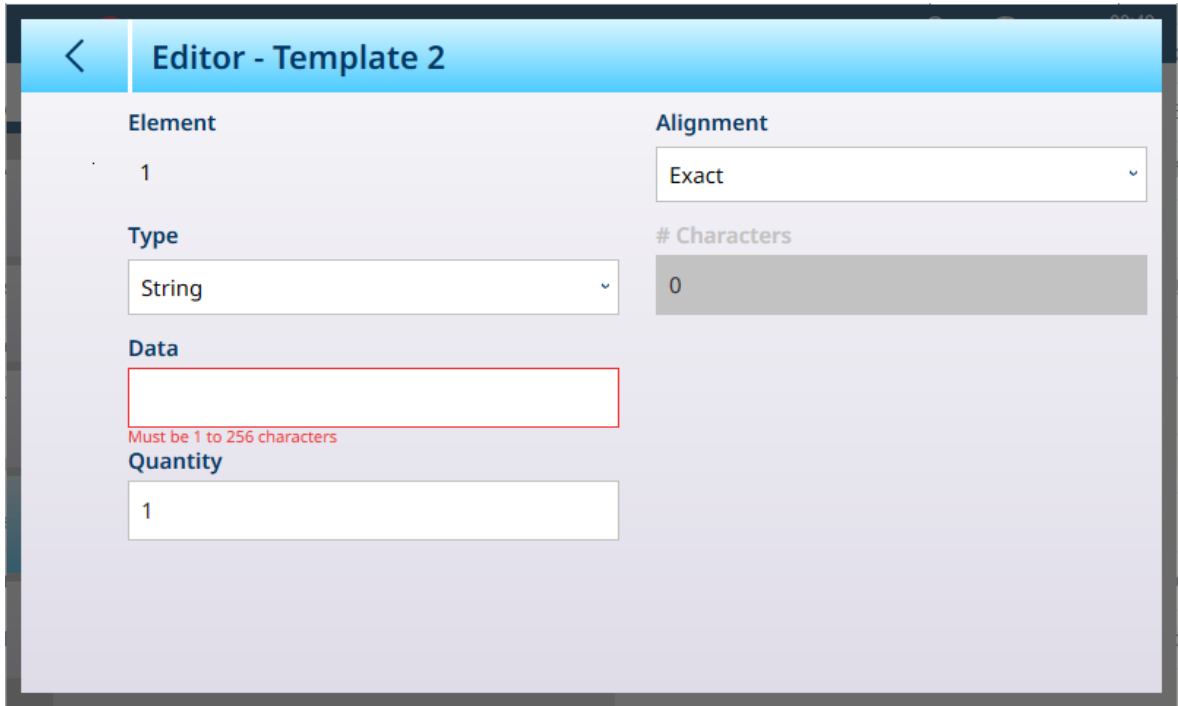 Editor - Template 2
Element
1
Type
String
Data
Must be 1 to 256 characters
Quantity
1
Alignment
Exact
# Characters
0